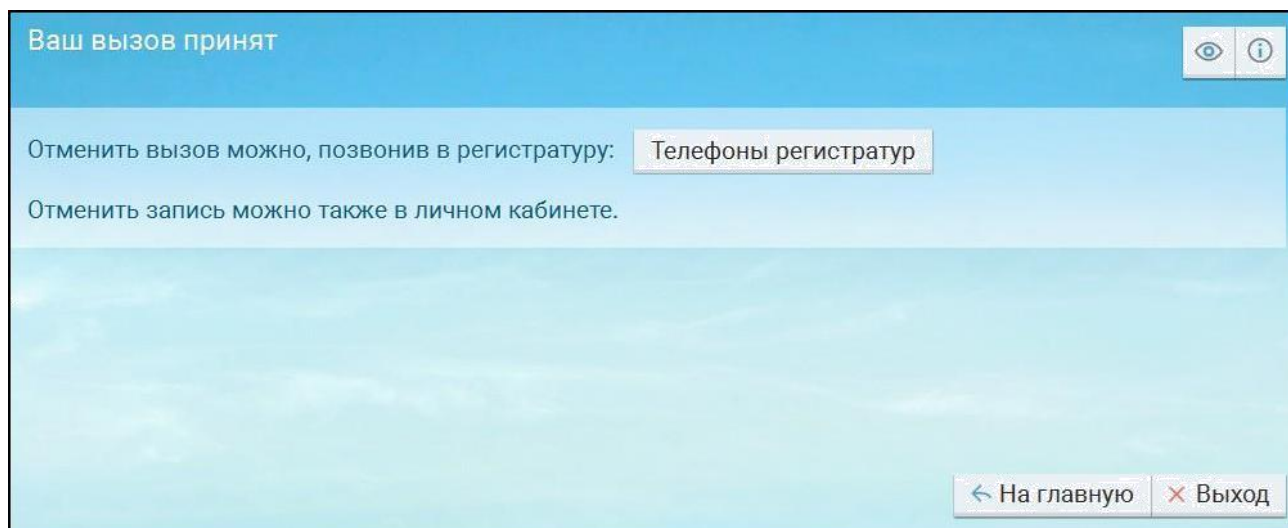 Ваш вызов принят
Отменить вызов можно, позвонив в регистратуру: Телефоны регистратур
Отменить запись можно также в личном кабинете.
На главную Выход